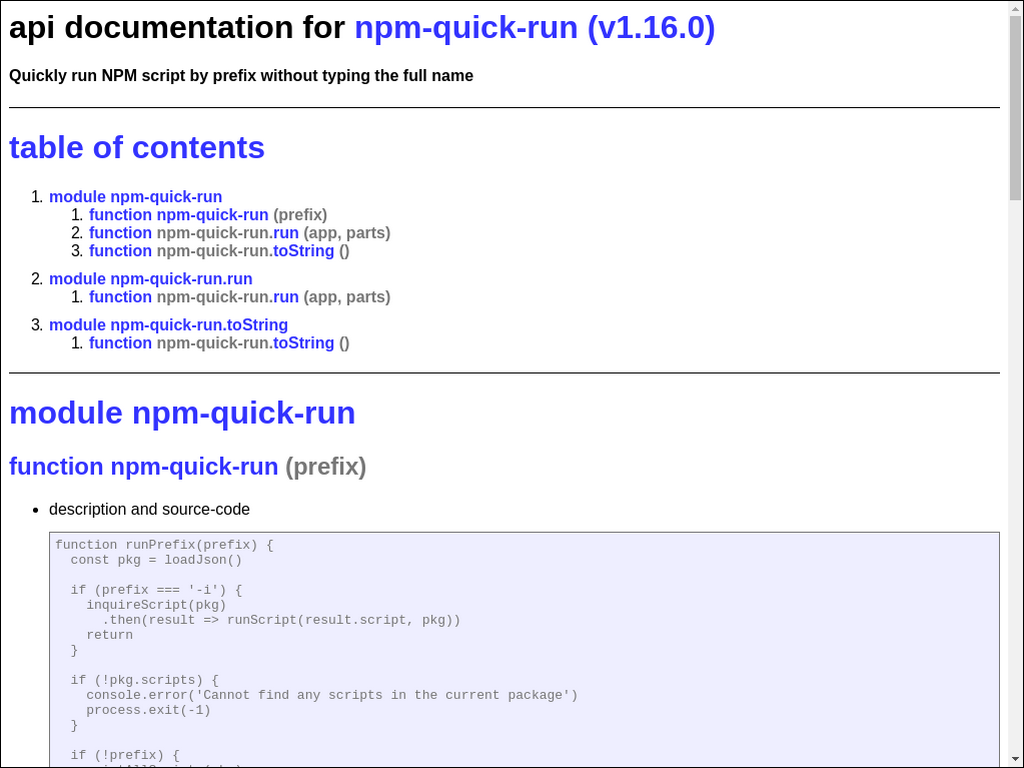 api documentation for npm-quick-run (v1.16.0)
Quickly run NPM script by prefix without typing the full name
table of contents
1. module npm-quick-run
1. function npm-quick-run (prefix)
2. function npm-quick-run.run (app, parts)
3. function npm-quick-run.toString ()
2. module npm-quick-run.run
1. function npm-quick-run.run (app, parts)
3. module npm-quick-run.toString
1. function npm-quick-run.toString ()
module npm-quick-run
function npm-quick-run (prefix)
• description and source-code
function runPrefix(prefix) {
  const pkg = loadJson()
  if (prefix === '-i') {
    inquireScript(pkg)
      .then(result => runScript(result.script, pkg))
    return
  }
  if (!pkg.scripts) {
    console.error('Cannot find any scripts in the current package')
    process.exit(-1)
  }
  if (!prefix) {